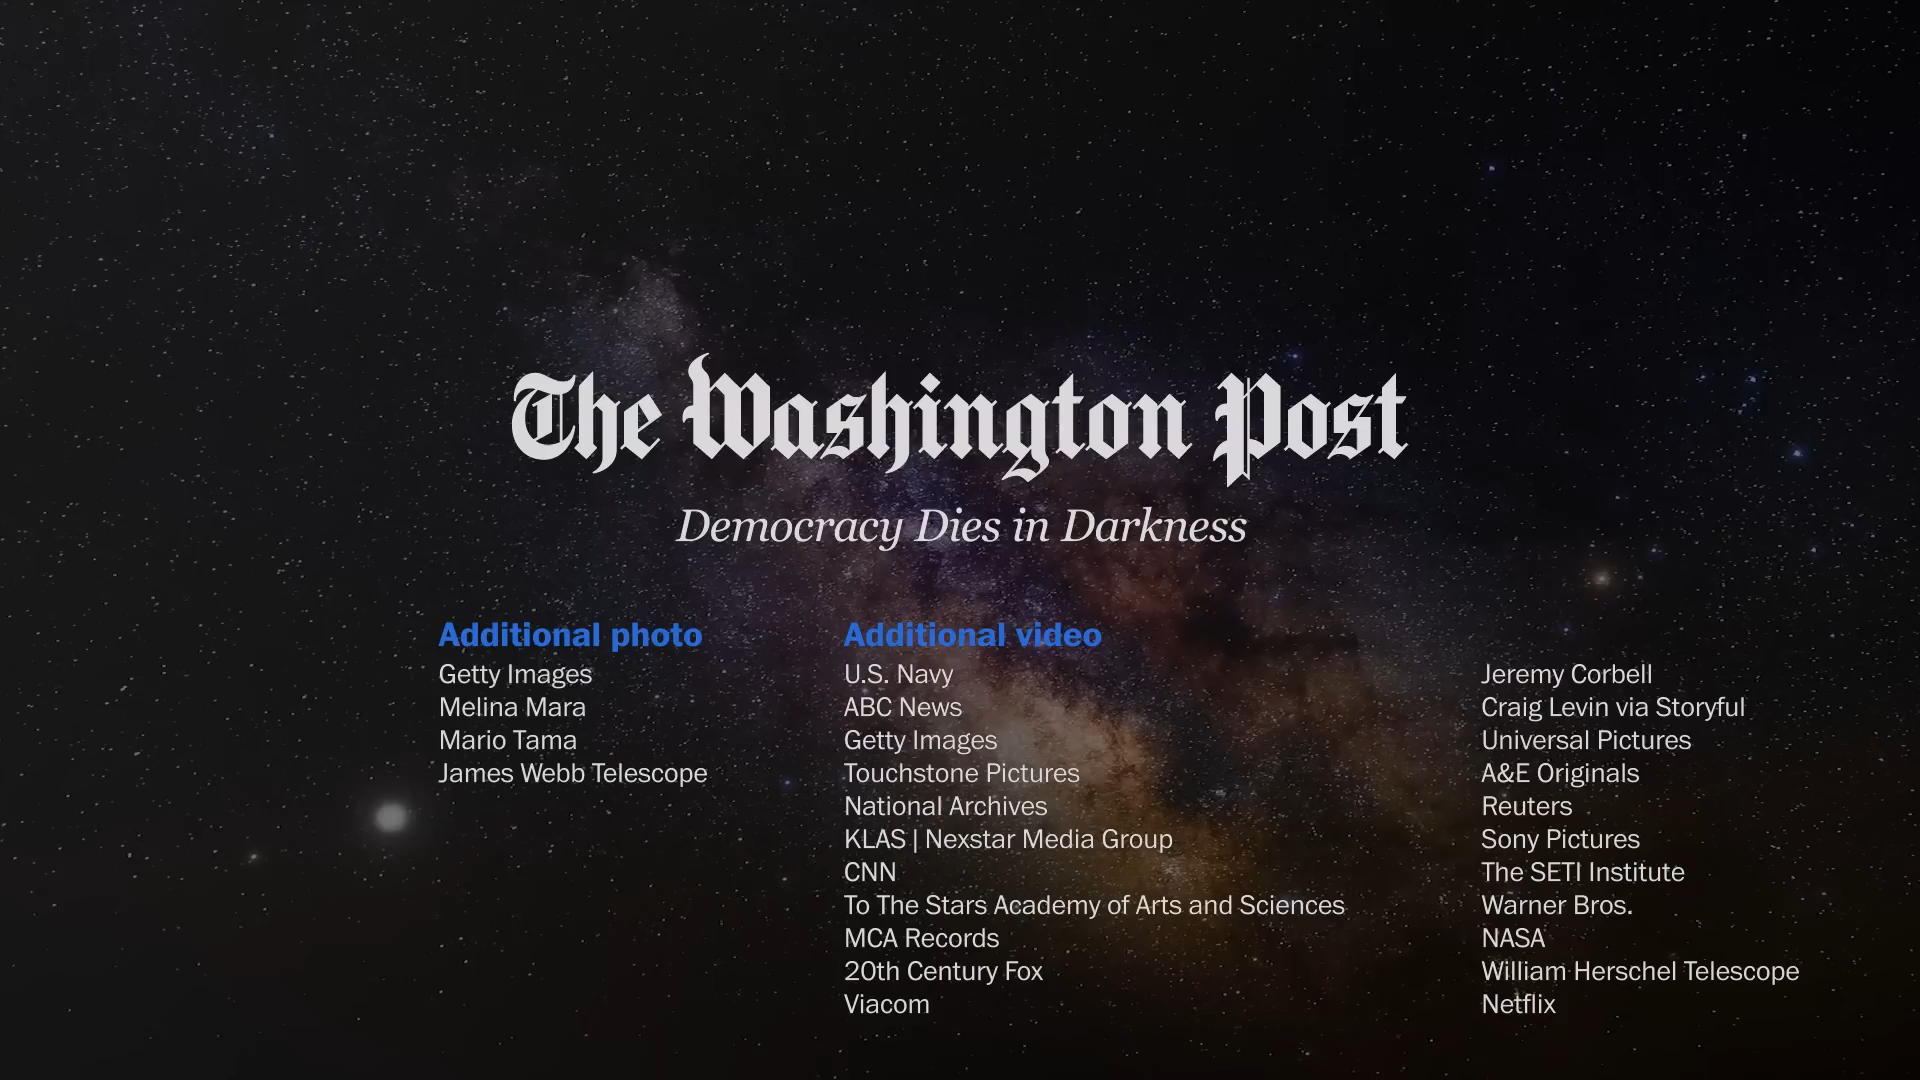 The Washington Post
Democracy Dies in Darkness
Additional photo
Getty Images
Melina Mara
Mario Tama
James Webb Telescope
Additional video
U.S. Navy
ABC News
Getty Images
Touchstone Pictures
National Archives
KLAS | Nexstar Media Group
CNN
To The Stars Academy of Arts and Sciences
MCA Records
20th Century Fox
Viacom
Jeremy Corbell
Craig Levin via Storyful
Universal Pictures
A&E Originals
Reuters
Sony Pictures
The SETI Institute
Warner Bros.
NASA
William Herschel Telescope
Netflix